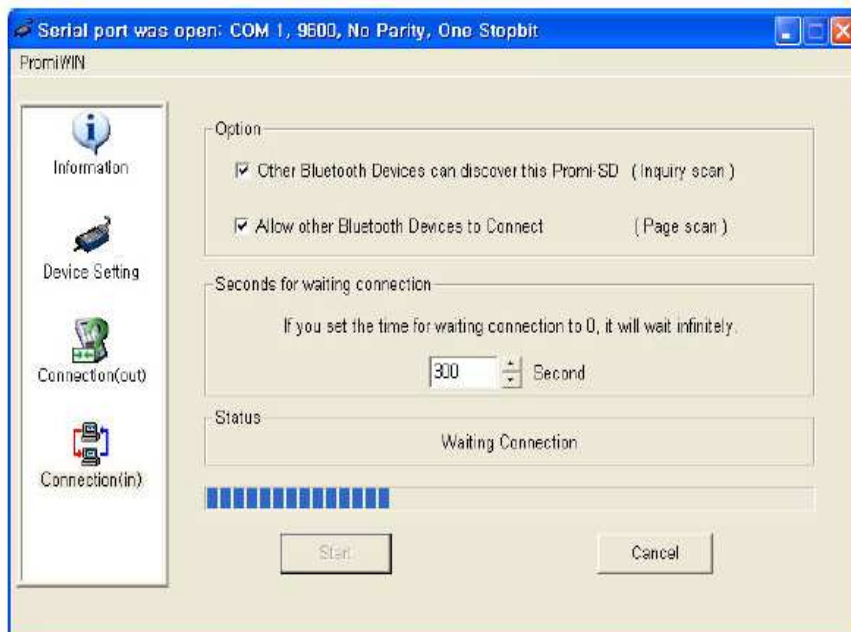 Serial port was open: COM 1, 9600, No Parity, One Stopbit
PromiWIN
Information
Device Setting
Connection(out)
Connection(in)
Option
Other Bluetooth Devices can discover this Promi-SD ( Inquiry scan )
Allow other Bluetooth Devices to Connect ( Page scan )
Seconds for waiting connection
If you set the time for waiting connection to 0, it will wait infinitely.
300 Second
Status
Waiting Connection
Start
Cancel